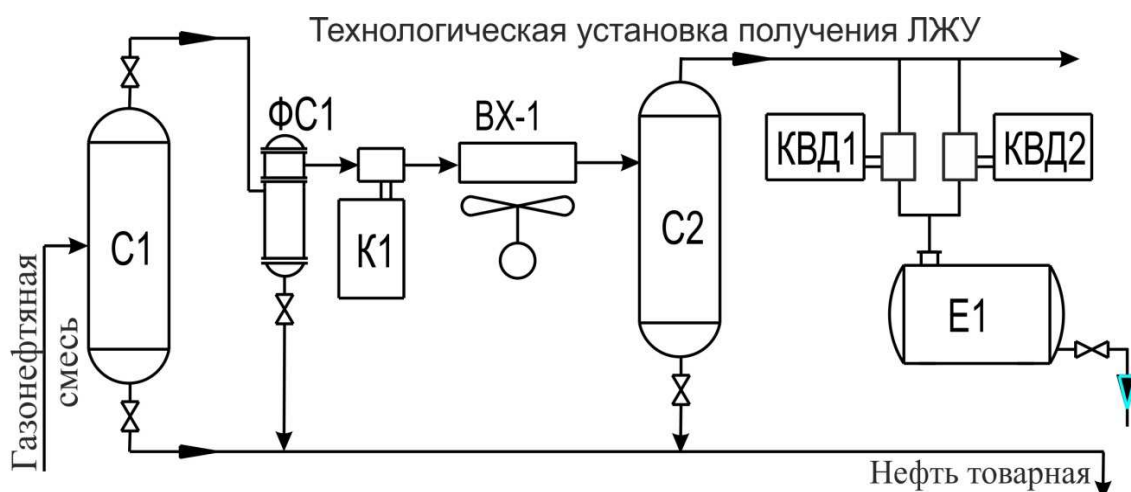 Технологическая установка получения ЛЖУ
ФС1
ВХ-1
КВД1
КВД2
С1
К1
С2
Е1
Газонефтяная
смесь
Нефть товарная